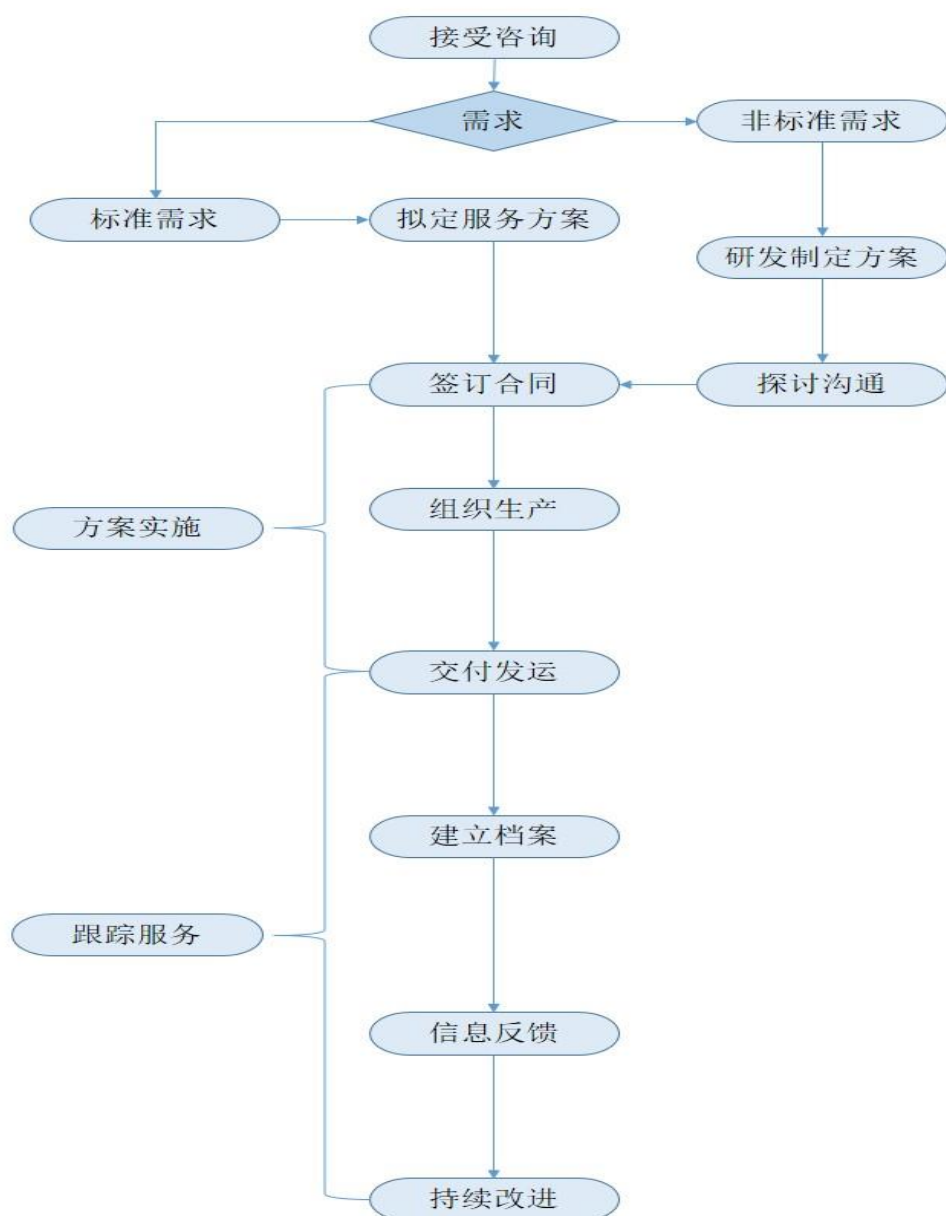 接受咨询
需求
非标准需求
标准需求
拟定服务方案
研发制定方案
签订合同
探讨沟通
组织生产
方案实施
交付发运
建立档案
跟踪服务
信息反馈
持续改进